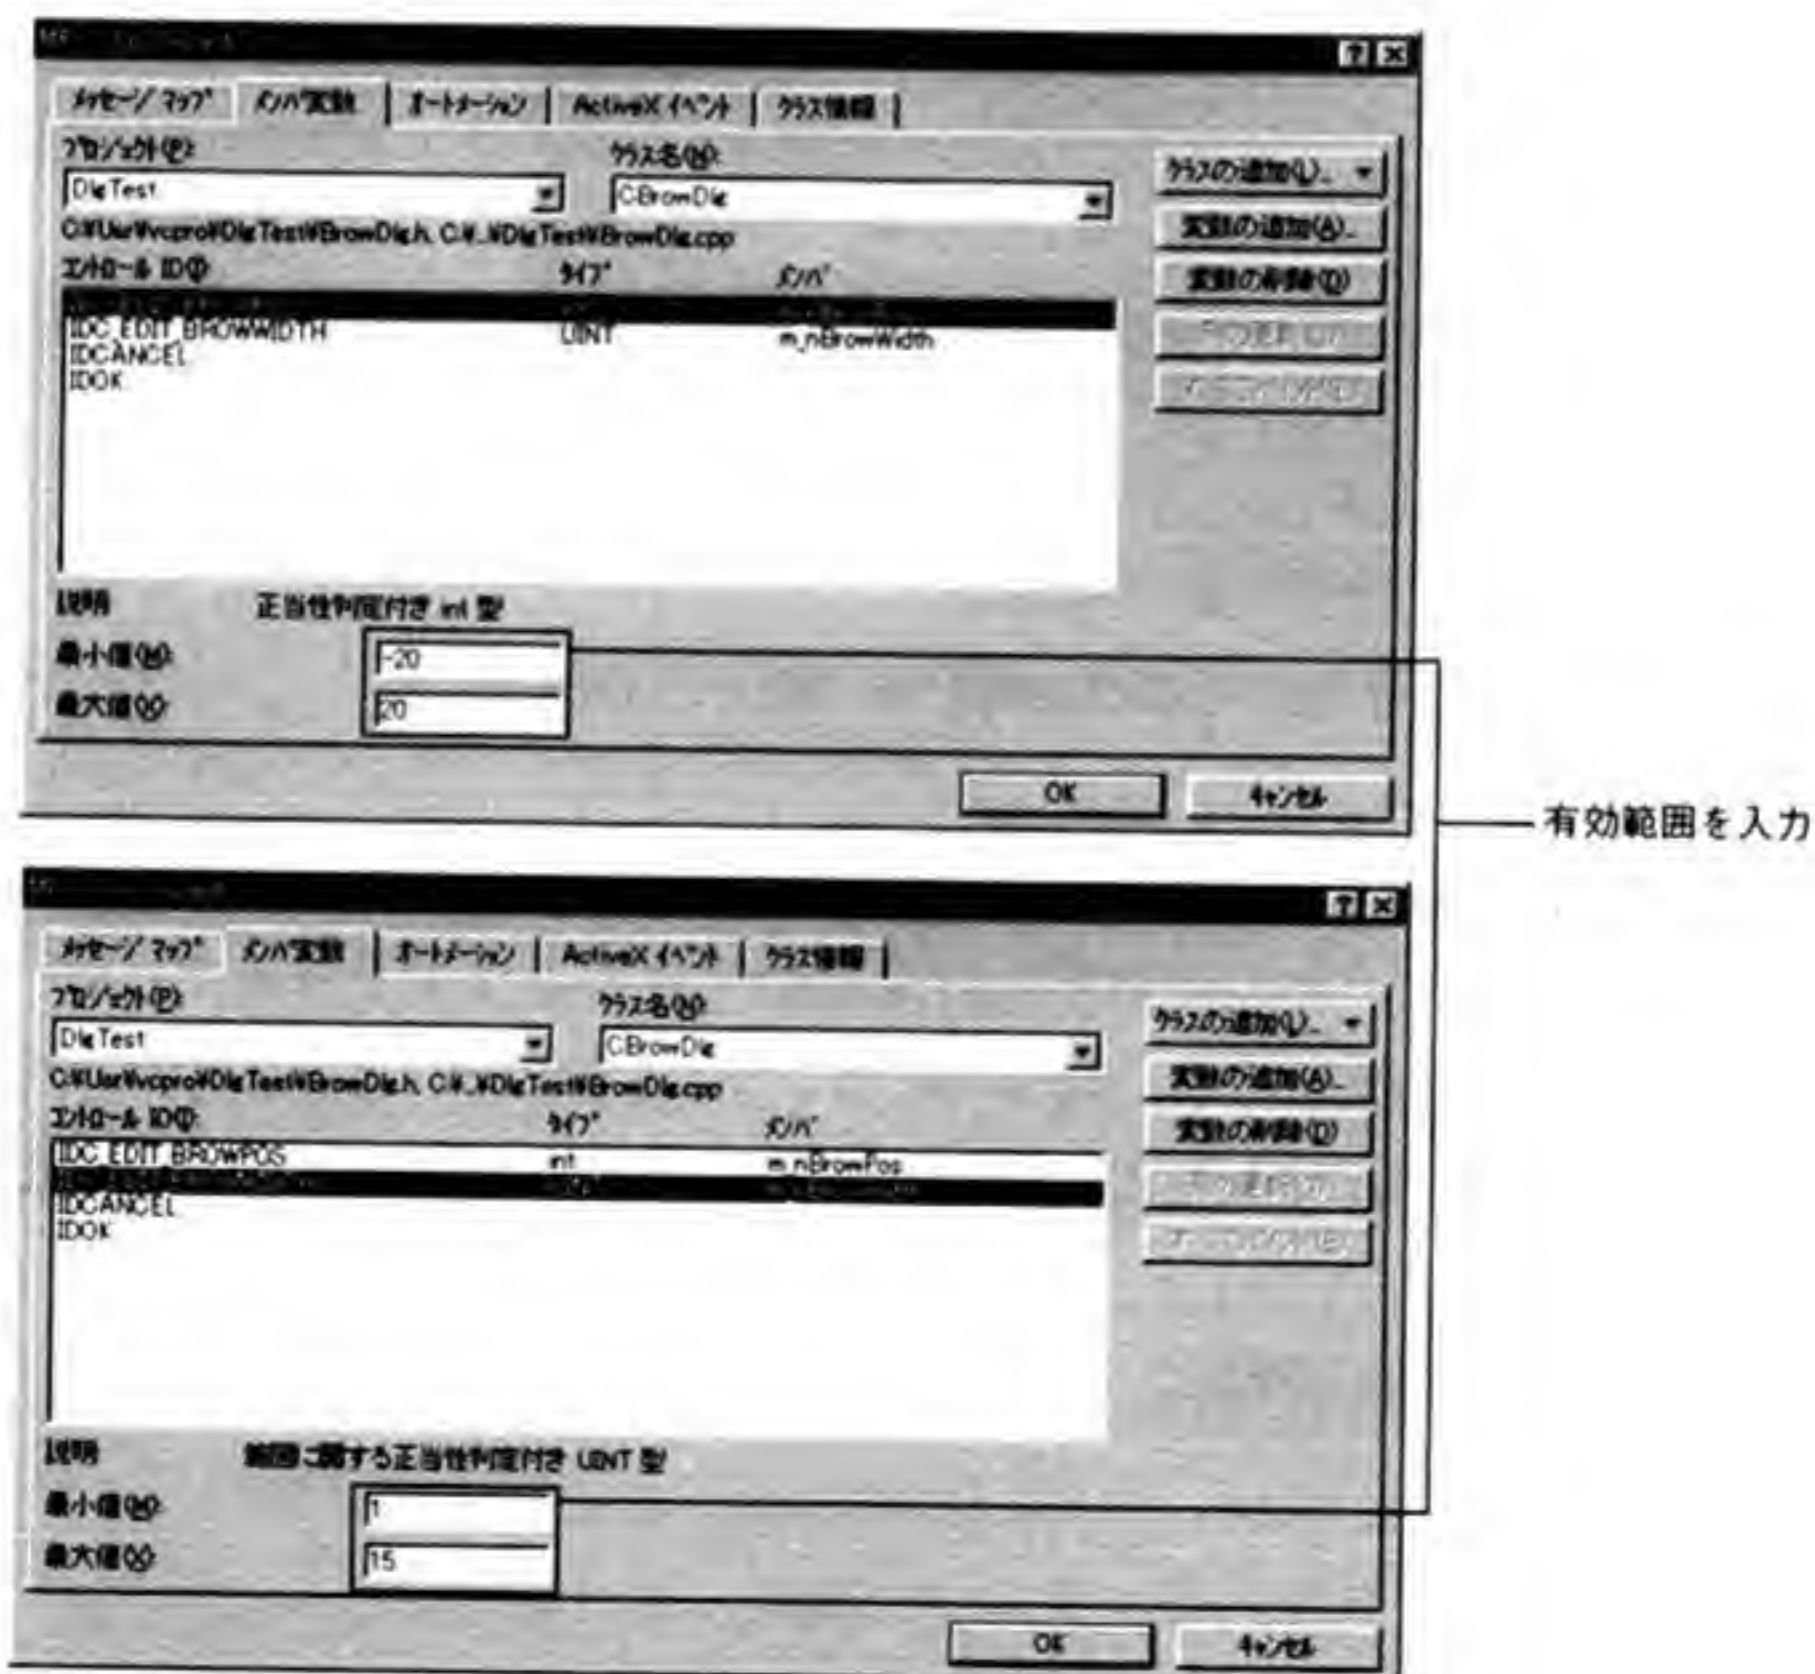 メッセージ マップ メンバ変数 オートメーション ActiveX イベント クラス情報
プロジェクト(P): クラス名(N):
DlgTest CBrowDlg クラスの追加(L)...
C:¥Usr¥vcpro¥DlgTest¥BrowDlg.h, C:¥...¥DlgTest¥BrowDlg.cpp 変数の追加(A)...
コントロール ID(I): タイプ メンバ 変数の削除(D)
IDC_EDIT_BROWWIDTH UINT m_nBrowWidth
IDCANCEL
IDOK
説明 正当性判定付き int 型
最小値(M): -20
最大値(X): 20
OK キャンセル
有効範囲を入力
メッセージ マップ メンバ変数 オートメーション ActiveX イベント クラス情報
プロジェクト(P): クラス名(N):
DlgTest CBrowDlg クラスの追加(L)...
C:¥Usr¥vcpro¥DlgTest¥BrowDlg.h, C:¥...¥DlgTest¥BrowDlg.cpp 変数の追加(A)...
コントロール ID(I): タイプ メンバ 変数の削除(D)
IDC_EDIT_BROWPOS int m_nBrowPos
IDCANCEL
IDOK
説明 範囲に関する正当性判定付き UINT 型
最小値(M): 1
最大値(X): 15
OK キャンセル